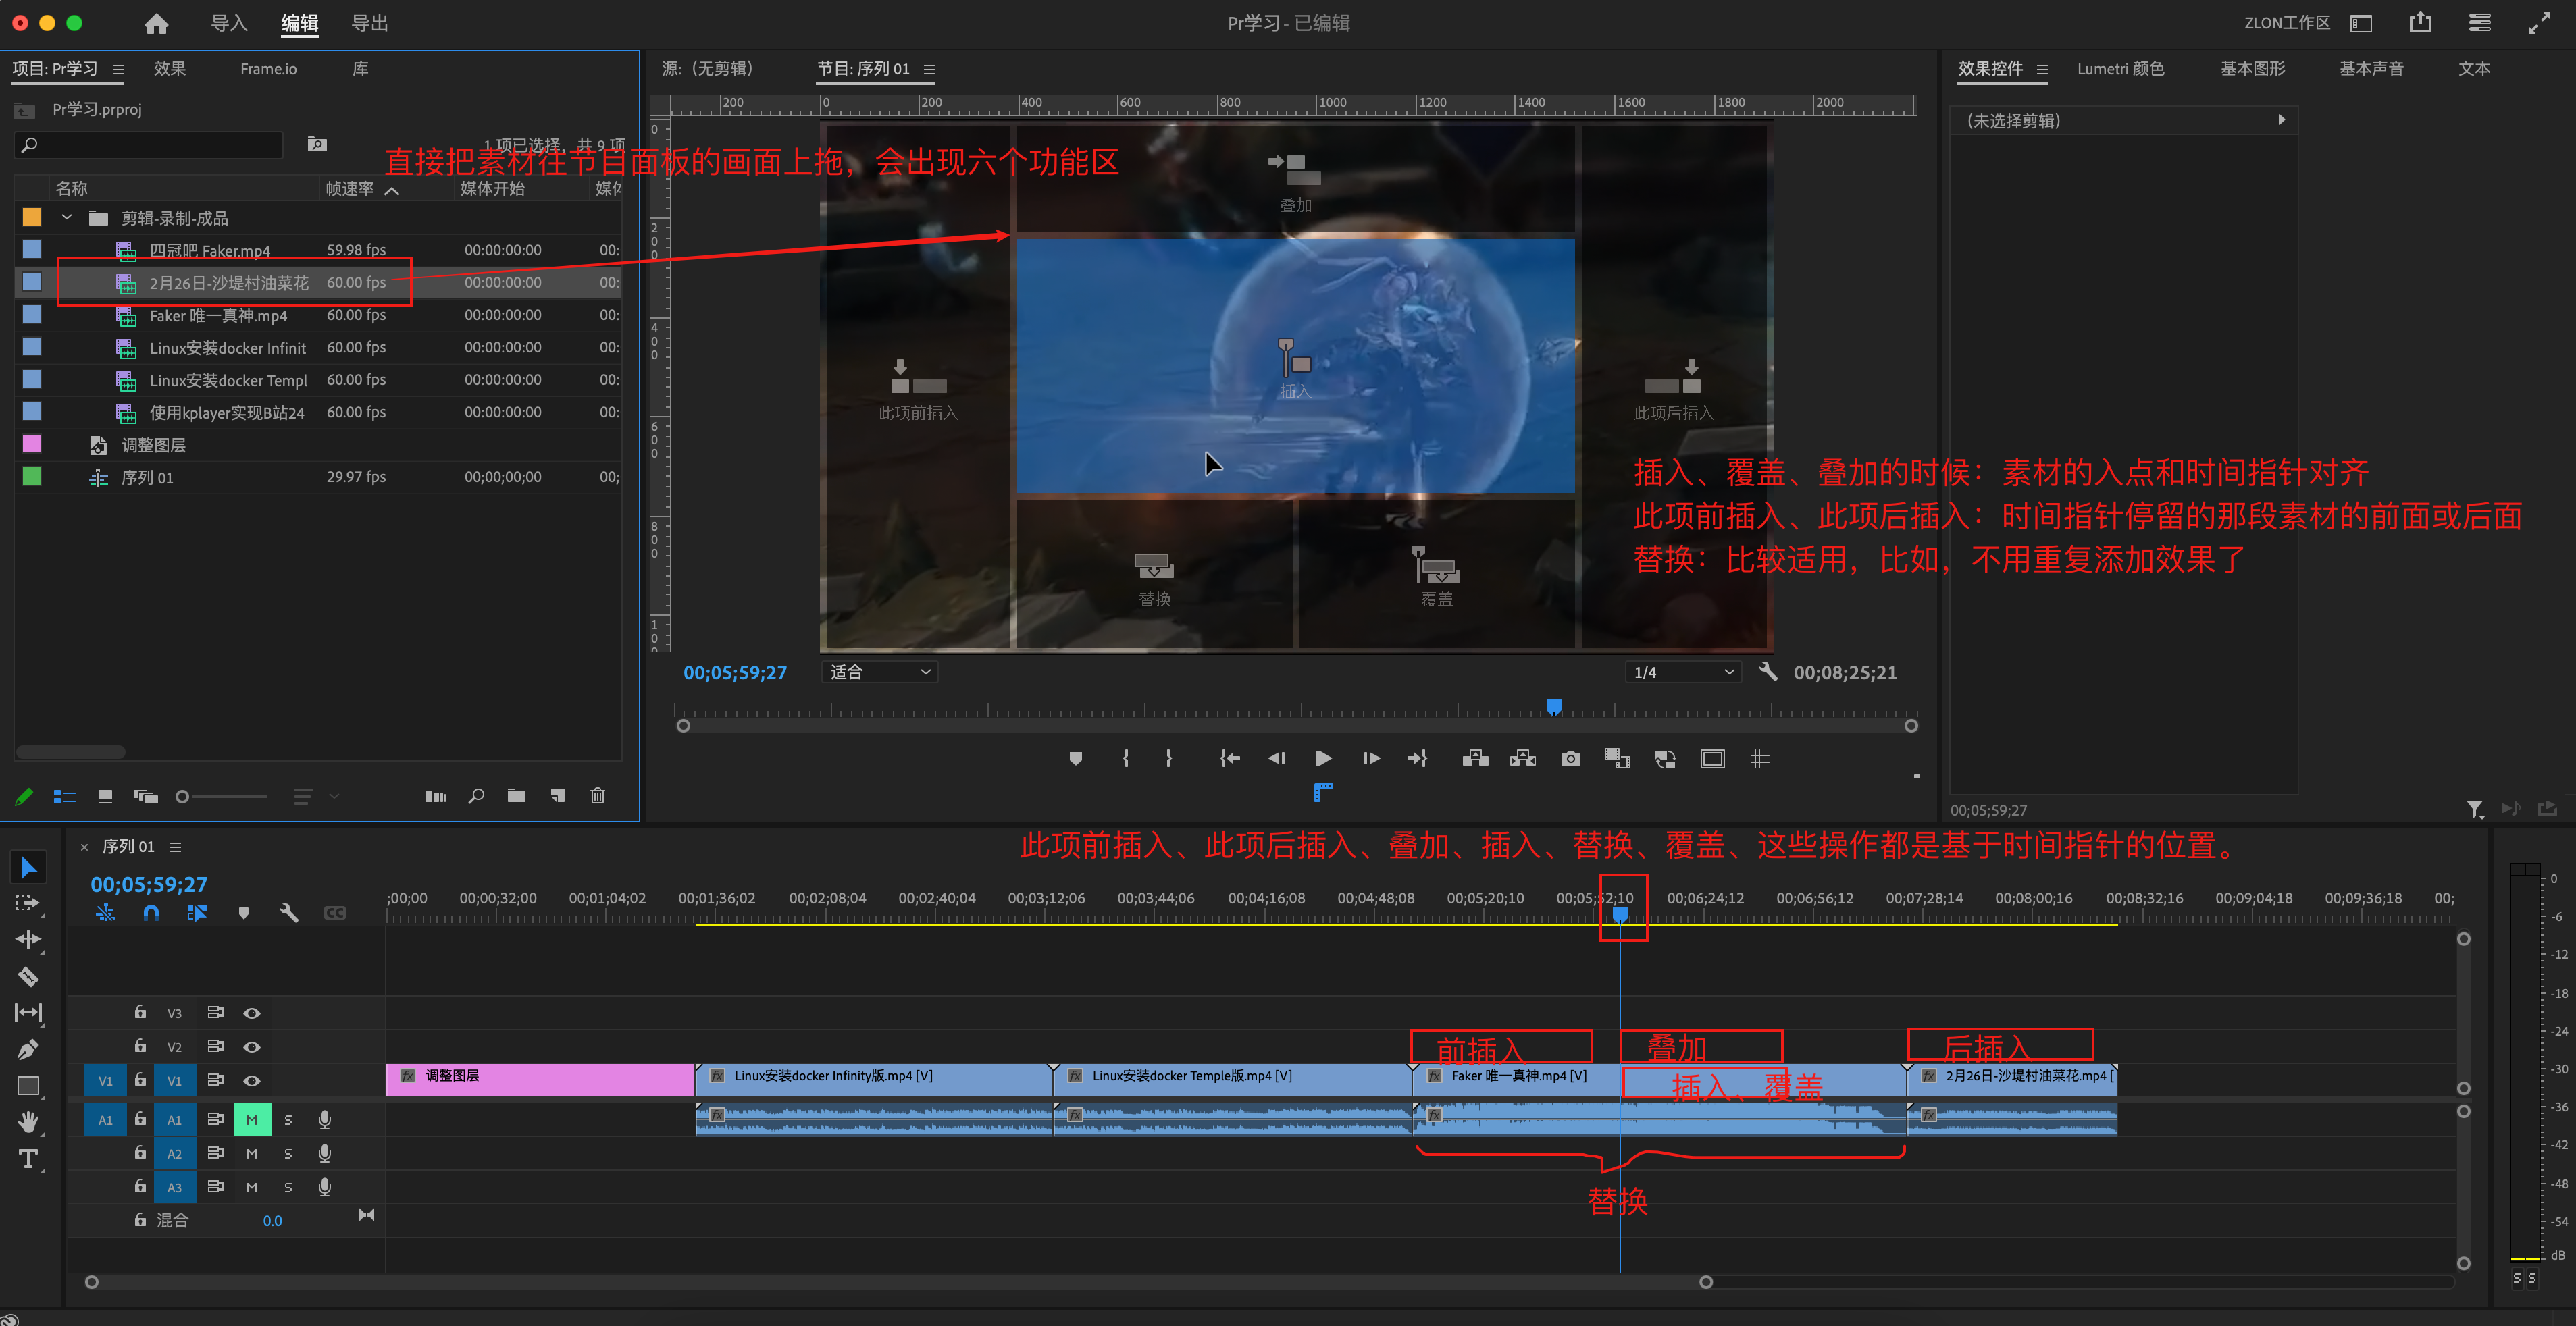 导入 编辑 导出
Pr学习 - 已编辑
ZLON工作区
项目: Pr学习 效果 Frame.io 库
Pr学习.prproj
1 项已选择，共 9 项
直接把素材往节目面板的画面上拖，会出现六个功能区
名称 帧速率 媒体开始
剪辑-录制-成品
四冠吧 Faker.mp4 59.98 fps 00:00:00:00 00:
2月26日-沙堤村油菜花 60.00 fps 00:00:00:00 00:
Faker 唯一真神.mp4 60.00 fps 00:00:00:00 00:
Linux安装docker Infinit 60.00 fps 00:00:00:00 00:
Linux安装docker Templ 60.00 fps 00:00:00:00 00:
使用kplayer实现B站24 60.00 fps 00:00:00:00 00:
调整图层
序列 01 29.97 fps 00;00;00;00 00;
源:（无剪辑） 节目: 序列 01
200 0 200 400 600 800 1000 1200 1400 1600 1800 2000
0
200
400
600
800
叠加
此项前插入
插入
此项后插入
替换
覆盖
00;05;59;27 适合 1/4 00;08;25;21
效果控件 Lumetri 颜色 基本图形 基本声音 文本
（未选择剪辑）
插入、覆盖、叠加的时候：素材的入点和时间指针对齐
此项前插入、此项后插入：时间指针停留的那段素材的前面或后面
替换：比较适用，比如，不用重复添加效果了
00;05;59;27
× 序列 01
此项前插入、此项后插入、叠加、插入、替换、覆盖、这些操作都是基于时间指针的位置。
00;05;59;27
;00;00 00;00;32;00 00;01;04;02 00;01;36;02 00;02;08;04 00;02;40;04 00;03;12;06 00;03;44;06 00;04;16;08 00;04;48;08 00;05;20;10 00;05;52;10 00;06;24;12 00;06;56;12 00;07;28;14 00;08;00;16 00;08;32;16 00;09;04;18 00;09;36;18 00;
V3
V2
前插入 叠加 后插入
V1 V1 fx 调整图层 fx Linux安装docker Infinity版.mp4 [V] fx Linux安装docker Temple版.mp4 [V] fx Faker 唯一真神.mp4 [V] fx 2月26日-沙堤村油菜花.mp4 [
插入、覆盖
A1 A1 M S fx fx fx fx
A2 M S
A3 M S
替换
混合 0.0
0
-6
-12
-18
-24
-30
-36
-42
-48
-54
dB
S S